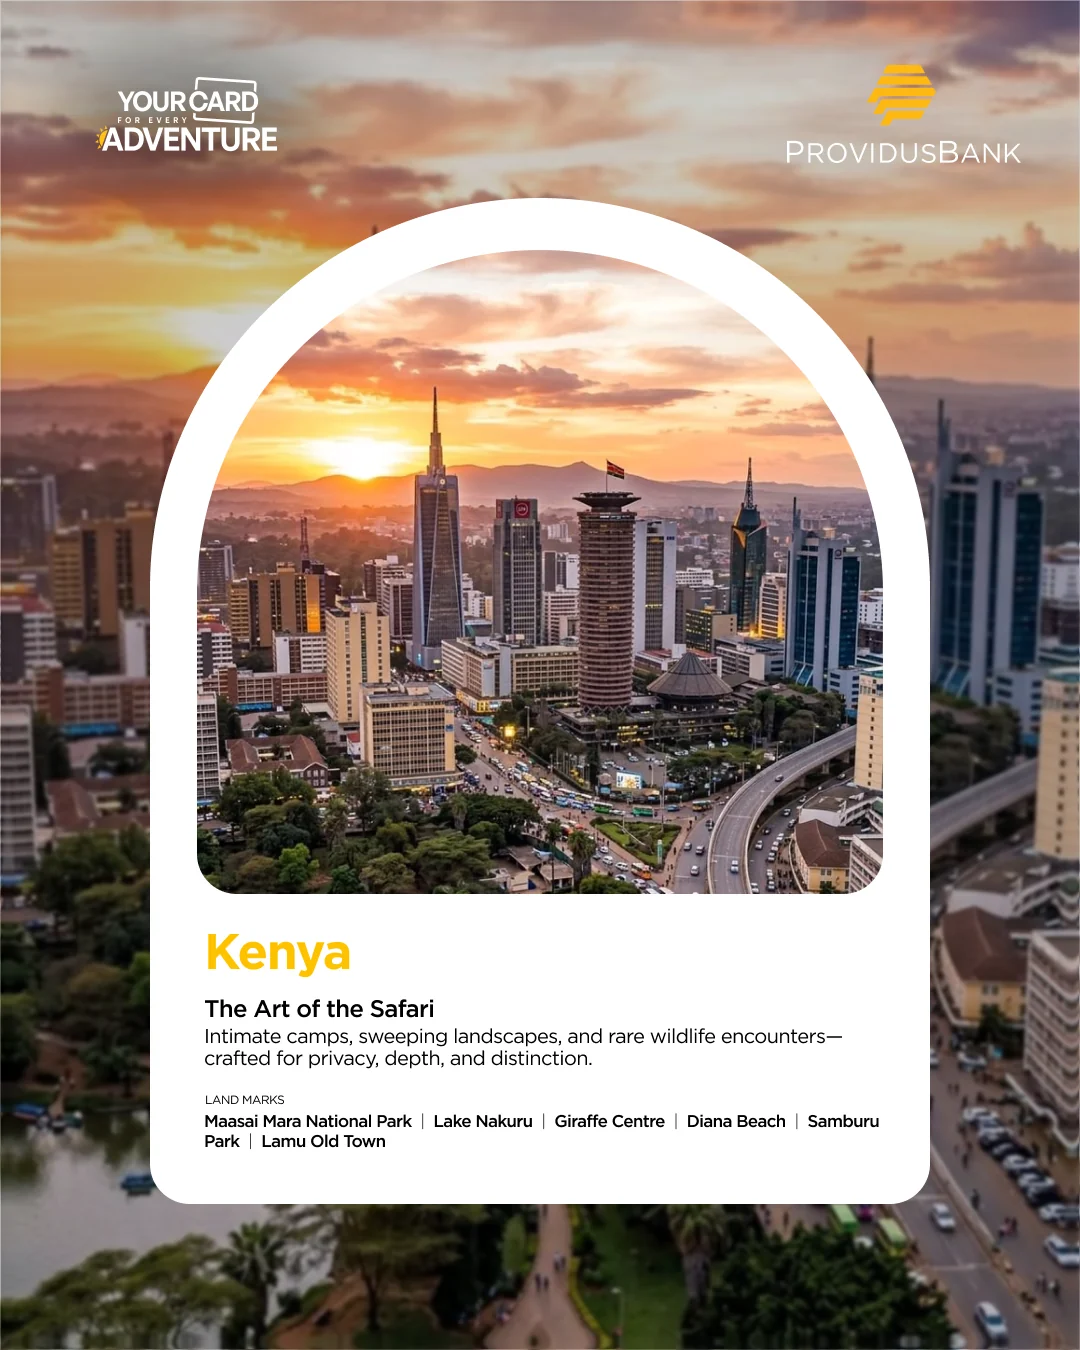 YOUR CARD
FOR EVERY
ADVENTURE
PROVIDUSBANK
Kenya
The Art of the Safari
Intimate camps, sweeping landscapes, and rare wildlife encounters—
crafted for privacy, depth, and distinction.
LAND MARKS
Maasai Mara National Park | Lake Nakuru | Giraffe Centre | Diana Beach | Samburu
Park | Lamu Old Town